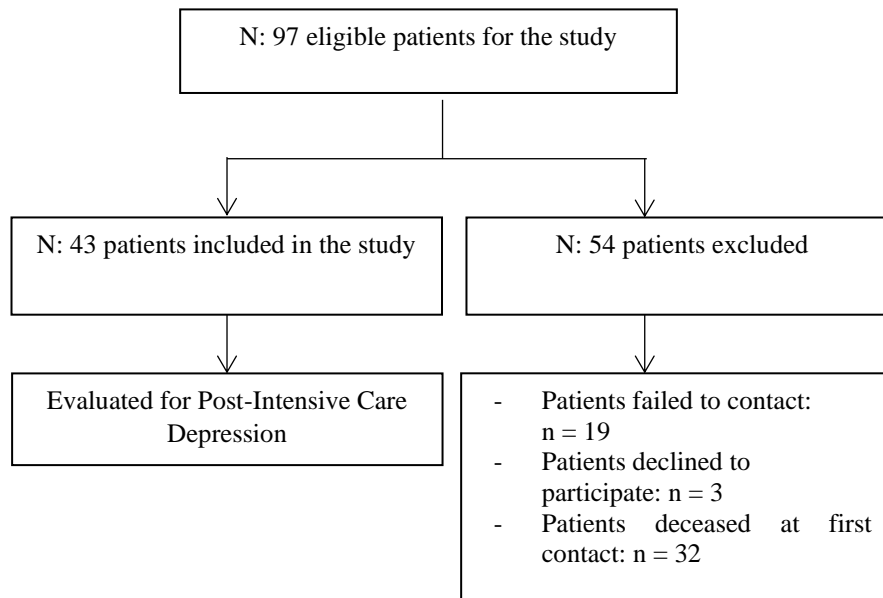 N: 97 eligible patients for the study
N: 43 patients included in the study
N: 54 patients excluded
Evaluated for Post-Intensive Care
Depression
- Patients failed to contact:
n = 19
- Patients declined to
participate: n = 3
- Patients deceased at first
contact: n = 32